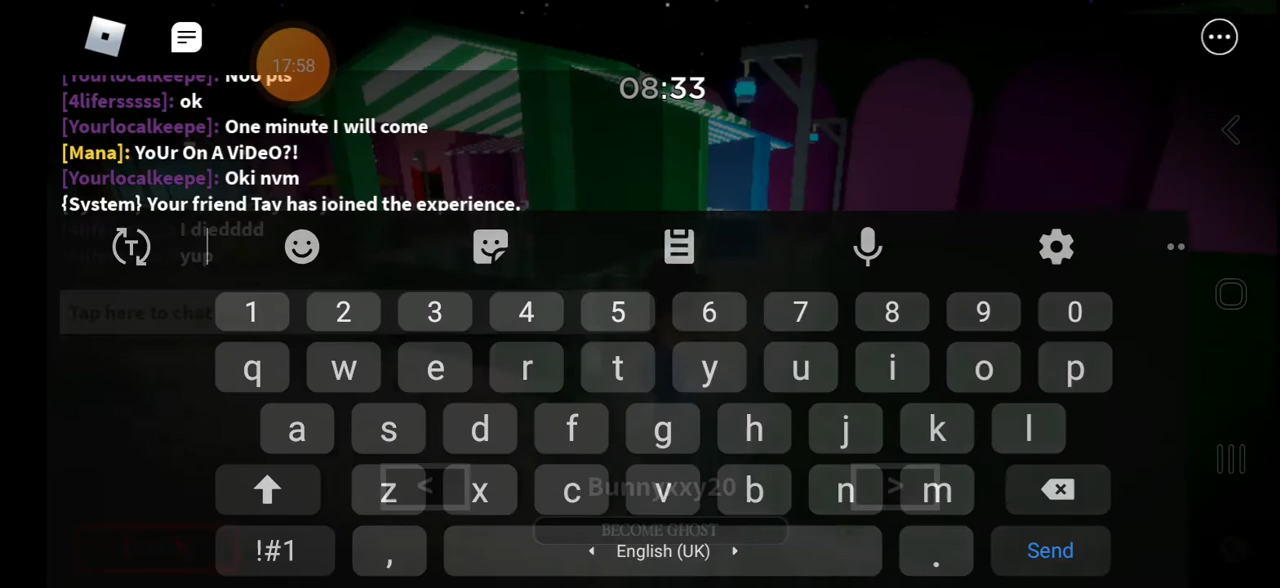 [Yourlocalkeepe]: Noo pls
17:58
08:33
[4lifersssss]: ok
[Yourlocalkeepe]: One minute I will come
[Mana]: YoUr On A ViDeO?!
[Yourlocalkeepe]: Oki nvm
{System} Your friend Tay has joined the experience.
I diedddd
yup
Tap here to chat
1 2 3 4 5 6 7 8 9 0
q w e r t y u i o p
a s d f g h j k l
z x c v b n m
< Bunnyxxy20 >
BECOME GHOST
!#1 , English (UK) . Send